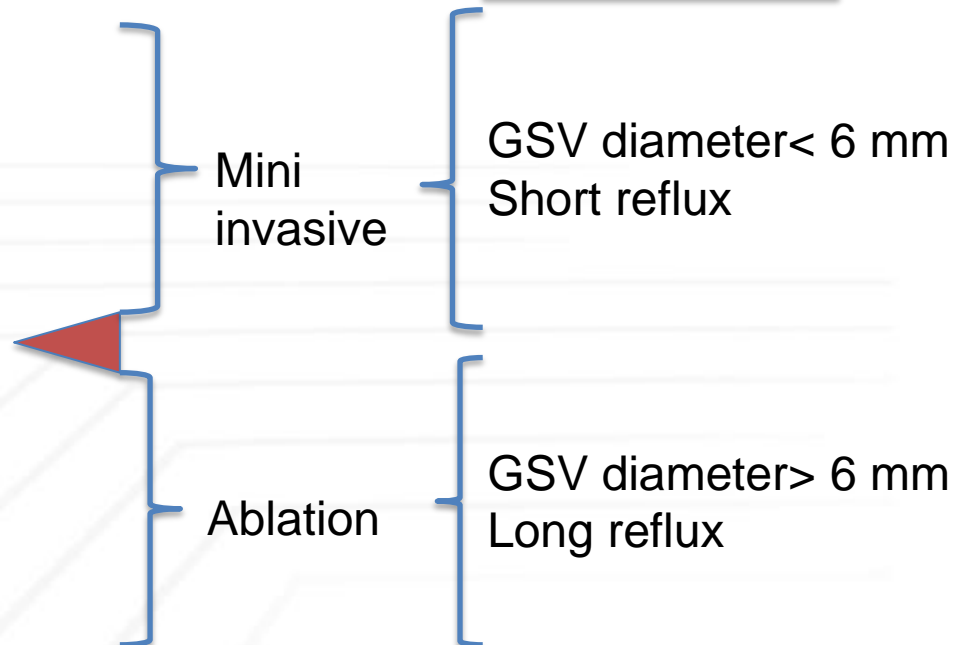 Mini
invasive
GSV diameter< 6 mm
Short reflux
Ablation
GSV diameter> 6 mm
Long reflux